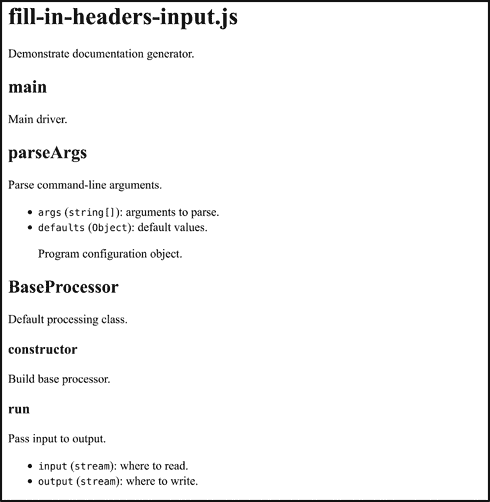 fill-in-headers-input.js
Demonstrate documentation generator.
main
Main driver.
parseArgs
Parse command-line arguments.
• args (string[]): arguments to parse.
• defaults (Object): default values.
Program configuration object.
BaseProcessor
Default processing class.
constructor
Build base processor.
run
Pass input to output.
• input (stream): where to read.
• output (stream): where to write.